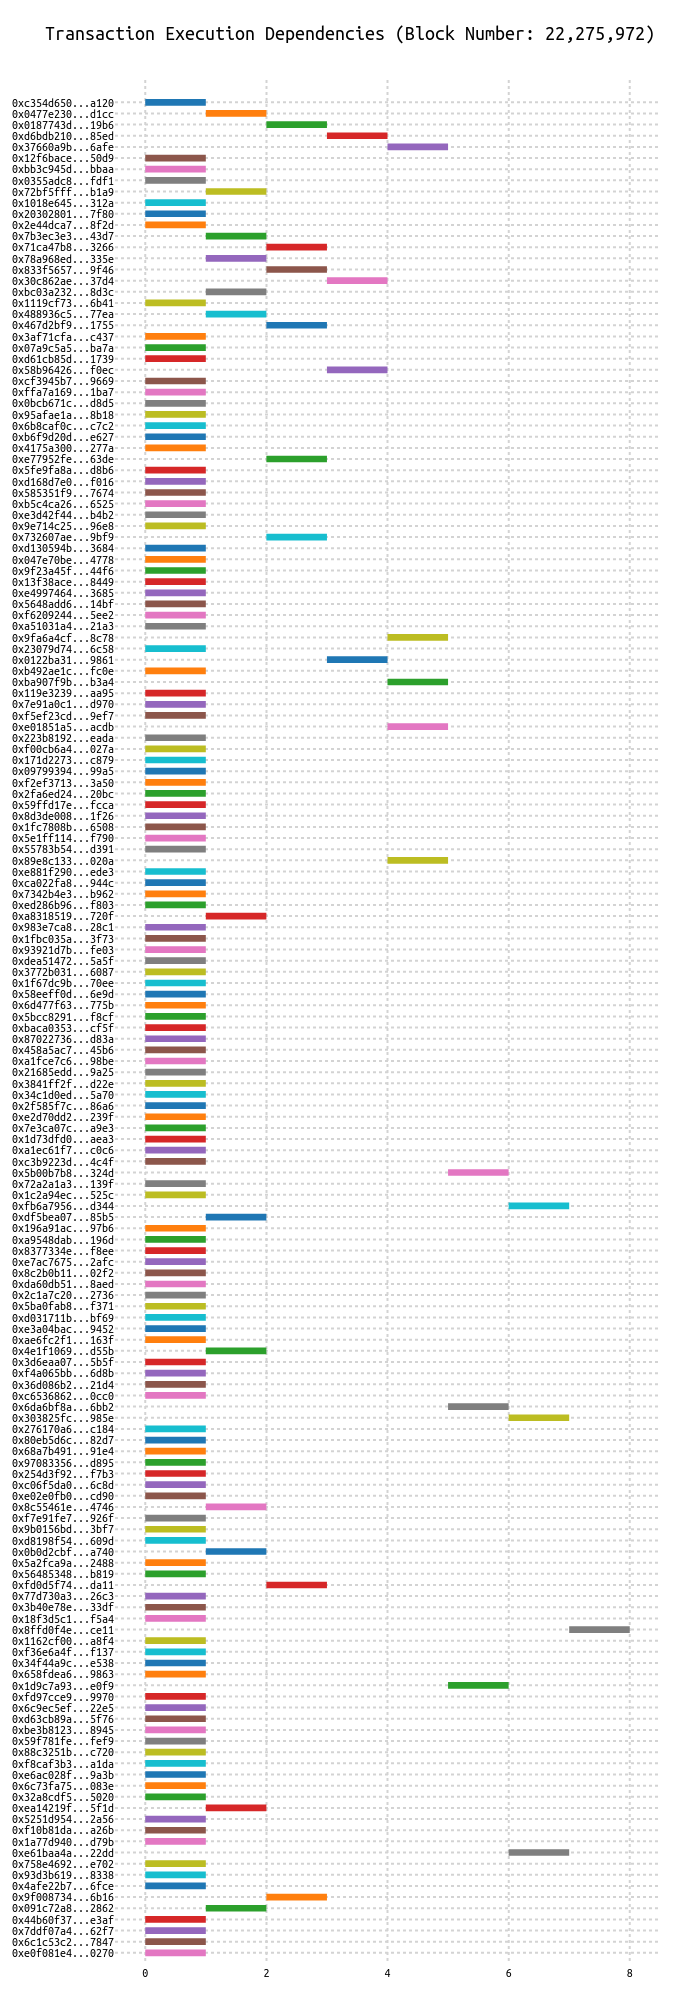 Transaction Execution Dependencies (Block Number: 22,275,972)
0xc354d650...a120
0x0477e230...d1cc
0x0187743d...19b6
0xd6bdb210...85ed
0x37660a9b...6afe
0x12f6bace...50d9
0xbb3c945d...bbaa
0x0355adc8...fdf1
0x72bf5fff...b1a9
0x1018e645...312a
0x20302801...7f80
0x2e44dca7...8f2d
0x7b3ec3e3...43d7
0x71ca47b8...3266
0x78a968ed...335e
0x833f5657...9f46
0x30c862ae...37d4
0xbc03a232...8d3c
0x1119cf73...6b41
0x488936c5...77ea
0x467d2bf9...1755
0x3af71cfa...c437
0x07a9c5a5...ba7a
0xd61cb85d...1739
0x58b96426...f0ec
0xcf3945b7...9669
0xffa7a169...1ba7
0x0bcb671c...d8d5
0x95afae1a...8b18
0x6b8caf0c...c7c2
0xb6f9d20d...e627
0x4175a300...277a
0xe77952fe...63de
0x5fe9fa8a...d8b6
0xd168d7e0...f016
0x585351f9...7674
0xb5c4ca26...6525
0xe3d42f44...b4b2
0x9e714c25...96e8
0x732607ae...9bf9
0xd130594b...3684
0x047e70be...4778
0x9f23a45f...44f6
0x13f38ace...8449
0xe4997464...3685
0x5648add6...14bf
0xf6209244...5ee2
0xa51031a4...21a3
0x9fa6a4cf...8c78
0x23079d74...6c58
0x0122ba31...9861
0xb492ae1c...fc0e
0xba907f9b...b3a4
0x119e3239...aa95
0x7e91a0c1...d970
0xf5ef23cd...9ef7
0xe01851a5...acdb
0x223b8192...eada
0xf00cb6a4...027a
0x171d2273...c879
0x09799394...99a5
0xf2ef3713...3a50
0x2fa6ed24...20bc
0x59ffd17e...fcca
0x8d3de008...1f26
0x1fc7808b...6508
0x5e1ff114...f790
0x55783b54...d391
0x89e8c133...020a
0xe881f290...ede3
0xca022fa8...944c
0x7342b4e3...b962
0xed286b96...f803
0xa8318519...720f
0x983e7ca8...28c1
0x1fbc035a...3f73
0x93921d7b...fe03
0xdea51472...5a5f
0x3772b031...6087
0x1f67dc9b...70ee
0x58eeff0d...6e9d
0x6d477f63...775b
0x5bcc8291...f8cf
0xbaca0353...cf5f
0x87022736...d83a
0x458a5ac7...45b6
0xa1fce7c6...98be
0x21685edd...9a25
0x3841ff2f...d22e
0x34c1d0ed...5a70
0x2f585f7c...86a6
0xe2d70dd2...239f
0x7e3ca07c...a9e3
0x1d73dfd0...aea3
0xa1ec61f7...c0c6
0xc3b9223d...4c4f
0x5b00b7b8...324d
0x72a2a1a3...139f
0x1c2a94ec...525c
0xfb6a7956...d344
0xdf5bea07...85b5
0x196a91ac...97b6
0xa9548dab...196d
0x8377334e...f8ee
0xe7ac7675...2afc
0x8c2b0b11...02f2
0xda60db51...8aed
0x2c1a7c20...2736
0x5ba0fab8...f371
0xd031711b...bf69
0xe3a04bac...9452
0xae6fc2f1...163f
0x4e1f1069...d55b
0x3d6eaa07...5b5f
0xf4a065bb...6d8b
0x36d086b2...21d4
0xc6536862...0cc0
0x6da6bf8a...6bb2
0x303825fc...985e
0x276170a6...c184
0x80eb5d6c...82d7
0x68a7b491...91e4
0x97083356...d895
0x254d3f92...f7b3
0xc06f5da0...6c8d
0xe02e0fb0...cd90
0x8c55461e...4746
0xf7e91fe7...926f
0x9b0156bd...3bf7
0xd8198f54...609d
0x0b0d2cbf...a740
0x5a2fca9a...2488
0x56485348...b819
0xfd0d5f74...da11
0x77d730a3...26c3
0x3b40e78e...33df
0x18f3d5c1...f5a4
0x8ffd0f4e...ce11
0x1162cf00...a8f4
0xf36e6a4f...f137
0x34f44a9c...e538
0x658fdea6...9863
0x1d9c7a93...e0f9
0xfd97cce9...9970
0x6c9ec5ef...22e5
0xd63cb89a...5f76
0xbe3b8123...8945
0x59f781fe...fef9
0x88c3251b...c720
0xf8caf3b3...a1da
0xe6ac028f...9a3b
0x6c73fa75...083e
0x32a8cdf5...5020
0xea14219f...5f1d
0x5251d954...2a56
0xf10b81da...a26b
0x1a77d940...d79b
0xe61baa4a...22dd
0x758e4692...e702
0x93d3b619...8338
0x4afe22b7...6fce
0x9f008734...6b16
0x091c72a8...2862
0x44b60f37...e3af
0x7ddf07a4...62f7
0x6c1c53c2...7847
0xe0f081e4...0270
0 2 4 6 8